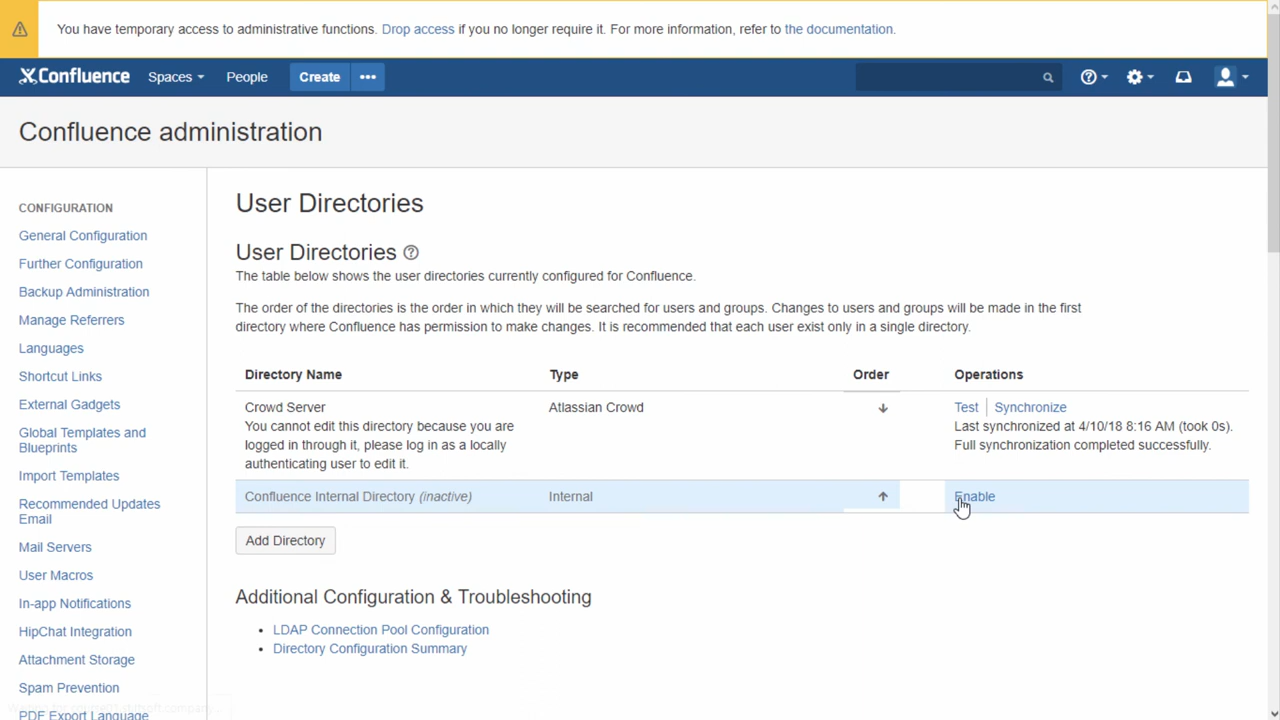 You have temporary access to administrative functions. Drop access if you no longer require it. For more information, refer to the documentation.
Confluence Spaces People Create
Confluence administration
CONFIGURATION
General Configuration
Further Configuration
Backup Administration
Manage Referrers
Languages
Shortcut Links
External Gadgets
Global Templates and
Blueprints
Import Templates
Recommended Updates
Email
Mail Servers
User Macros
In-app Notifications
HipChat Integration
Attachment Storage
Spam Prevention
PDF Export Language
User Directories
User Directories
The table below shows the user directories currently configured for Confluence.
The order of the directories is the order in which they will be searched for users and groups. Changes to users and groups will be made in the first
directory where Confluence has permission to make changes. It is recommended that each user exist only in a single directory.
Directory Name Type Order Operations
Crowd Server Atlassian Crowd Test Synchronize
You cannot edit this directory because you are Last synchronized at 4/10/18 8:16 AM (took 0s).
logged in through it, please log in as a locally Full synchronization completed successfully.
authenticating user to edit it.
Confluence Internal Directory (inactive) Internal Enable
Add Directory
Additional Configuration & Troubleshooting
• LDAP Connection Pool Configuration
• Directory Configuration Summary